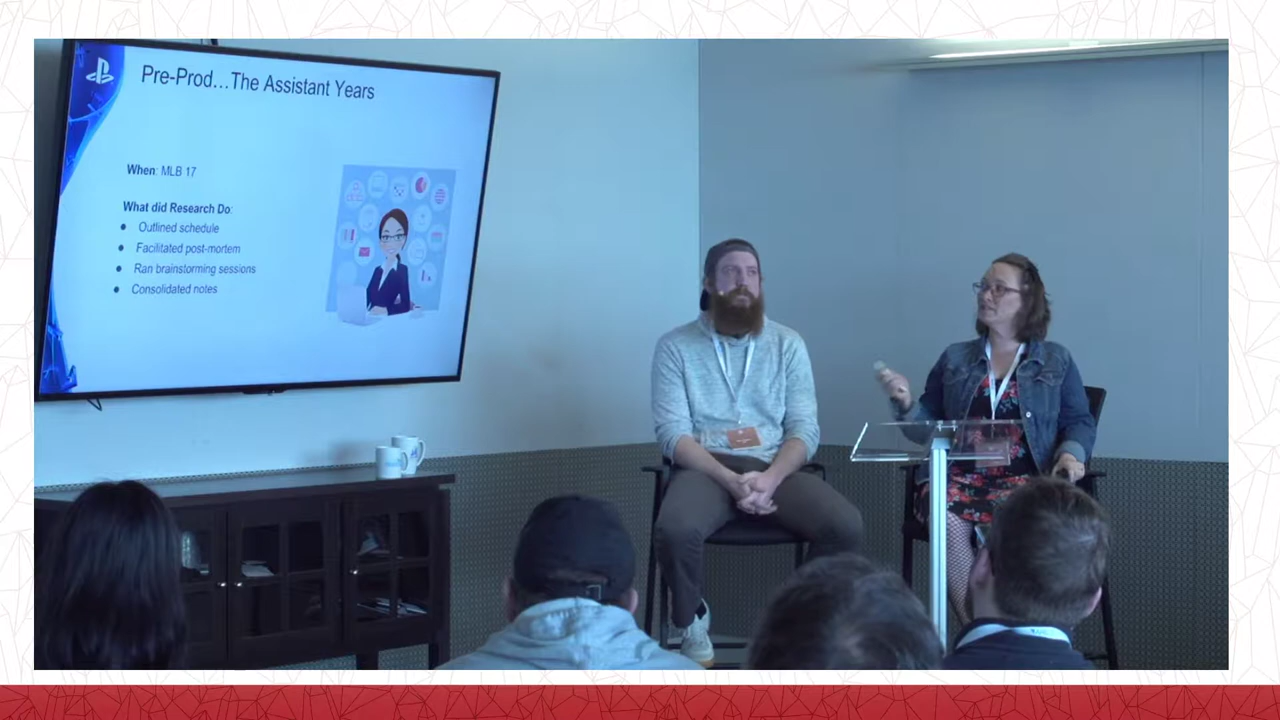 Pre-Prod...The Assistant Years
When: MLB 17
What did Research Do:
Outlined schedule
Facilitated post-mortem
Ran brainstorming sessions
Consolidated notes